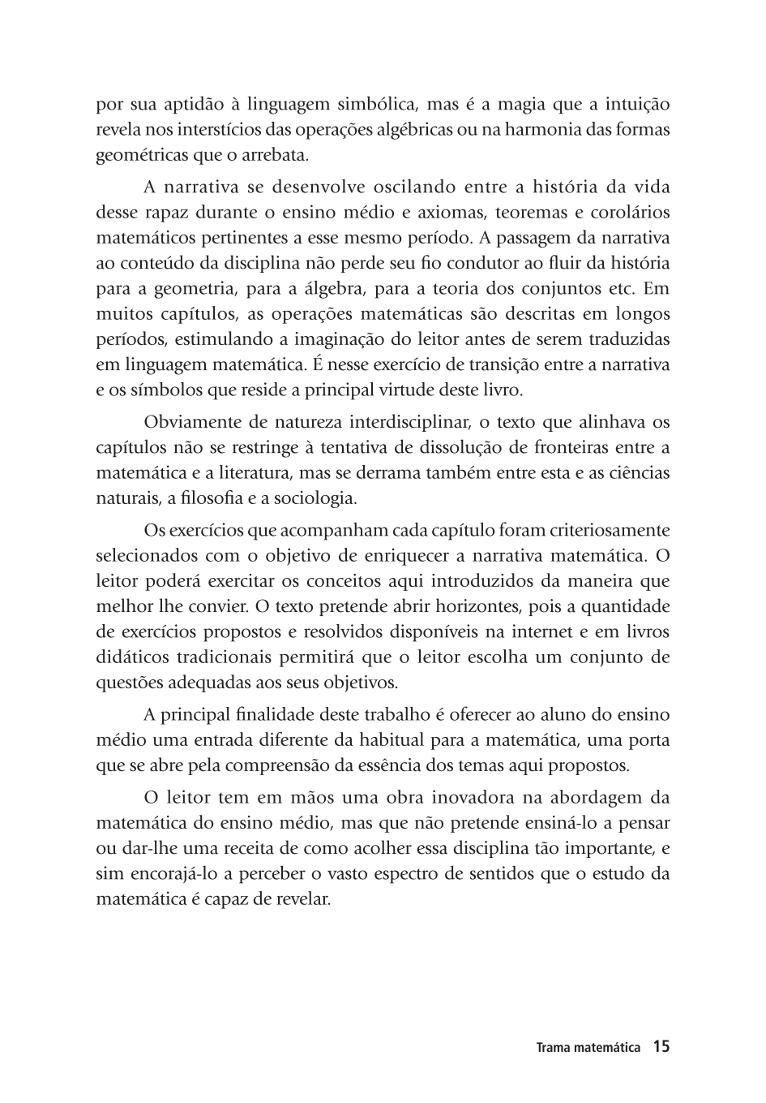 por sua aptidão à linguagem simbólica, mas é a magia que a intuição
revela nos interstícios das operações algébricas ou na harmonia das formas
geométricas que o arrebata.
A narrativa se desenvolve oscilando entre a história da vida
desse rapaz durante o ensino médio e axiomas, teoremas e corolários
matemáticos pertinentes a esse mesmo período. A passagem da narrativa
ao conteúdo da disciplina não perde seu fio condutor ao fluir da história
para a geometria, para a álgebra, para a teoria dos conjuntos etc. Em
muitos capítulos, as operações matemáticas são descritas em longos
períodos, estimulando a imaginação do leitor antes de serem traduzidas
em linguagem matemática. É nesse exercício de transição entre a narrativa
e os símbolos que reside a principal virtude deste livro.
Obviamente de natureza interdisciplinar, o texto que alinhava os
capítulos não se restringe à tentativa de dissolução de fronteiras entre a
matemática e a literatura, mas se derrama também entre esta e as ciências
naturais, a filosofia e a sociologia.
Os exercícios que acompanham cada capítulo foram criteriosamente
selecionados com o objetivo de enriquecer a narrativa matemática. O
leitor poderá exercitar os conceitos aqui introduzidos da maneira que
melhor lhe convier. O texto pretende abrir horizontes, pois a quantidade
de exercícios propostos e resolvidos disponíveis na internet e em livros
didáticos tradicionais permitirá que o leitor escolha um conjunto de
questões adequadas aos seus objetivos.
A principal finalidade deste trabalho é oferecer ao aluno do ensino
médio uma entrada diferente da habitual para a matemática, uma porta
que se abre pela compreensão da essência dos temas aqui propostos.
O leitor tem em mãos uma obra inovadora na abordagem da
matemática do ensino médio, mas que não pretende ensiná-lo a pensar
ou dar-lhe uma receita de como acolher essa disciplina tão importante, e
sim encorajá-lo a perceber o vasto espectro de sentidos que o estudo da
matemática é capaz de revelar.
Trama matemática 15